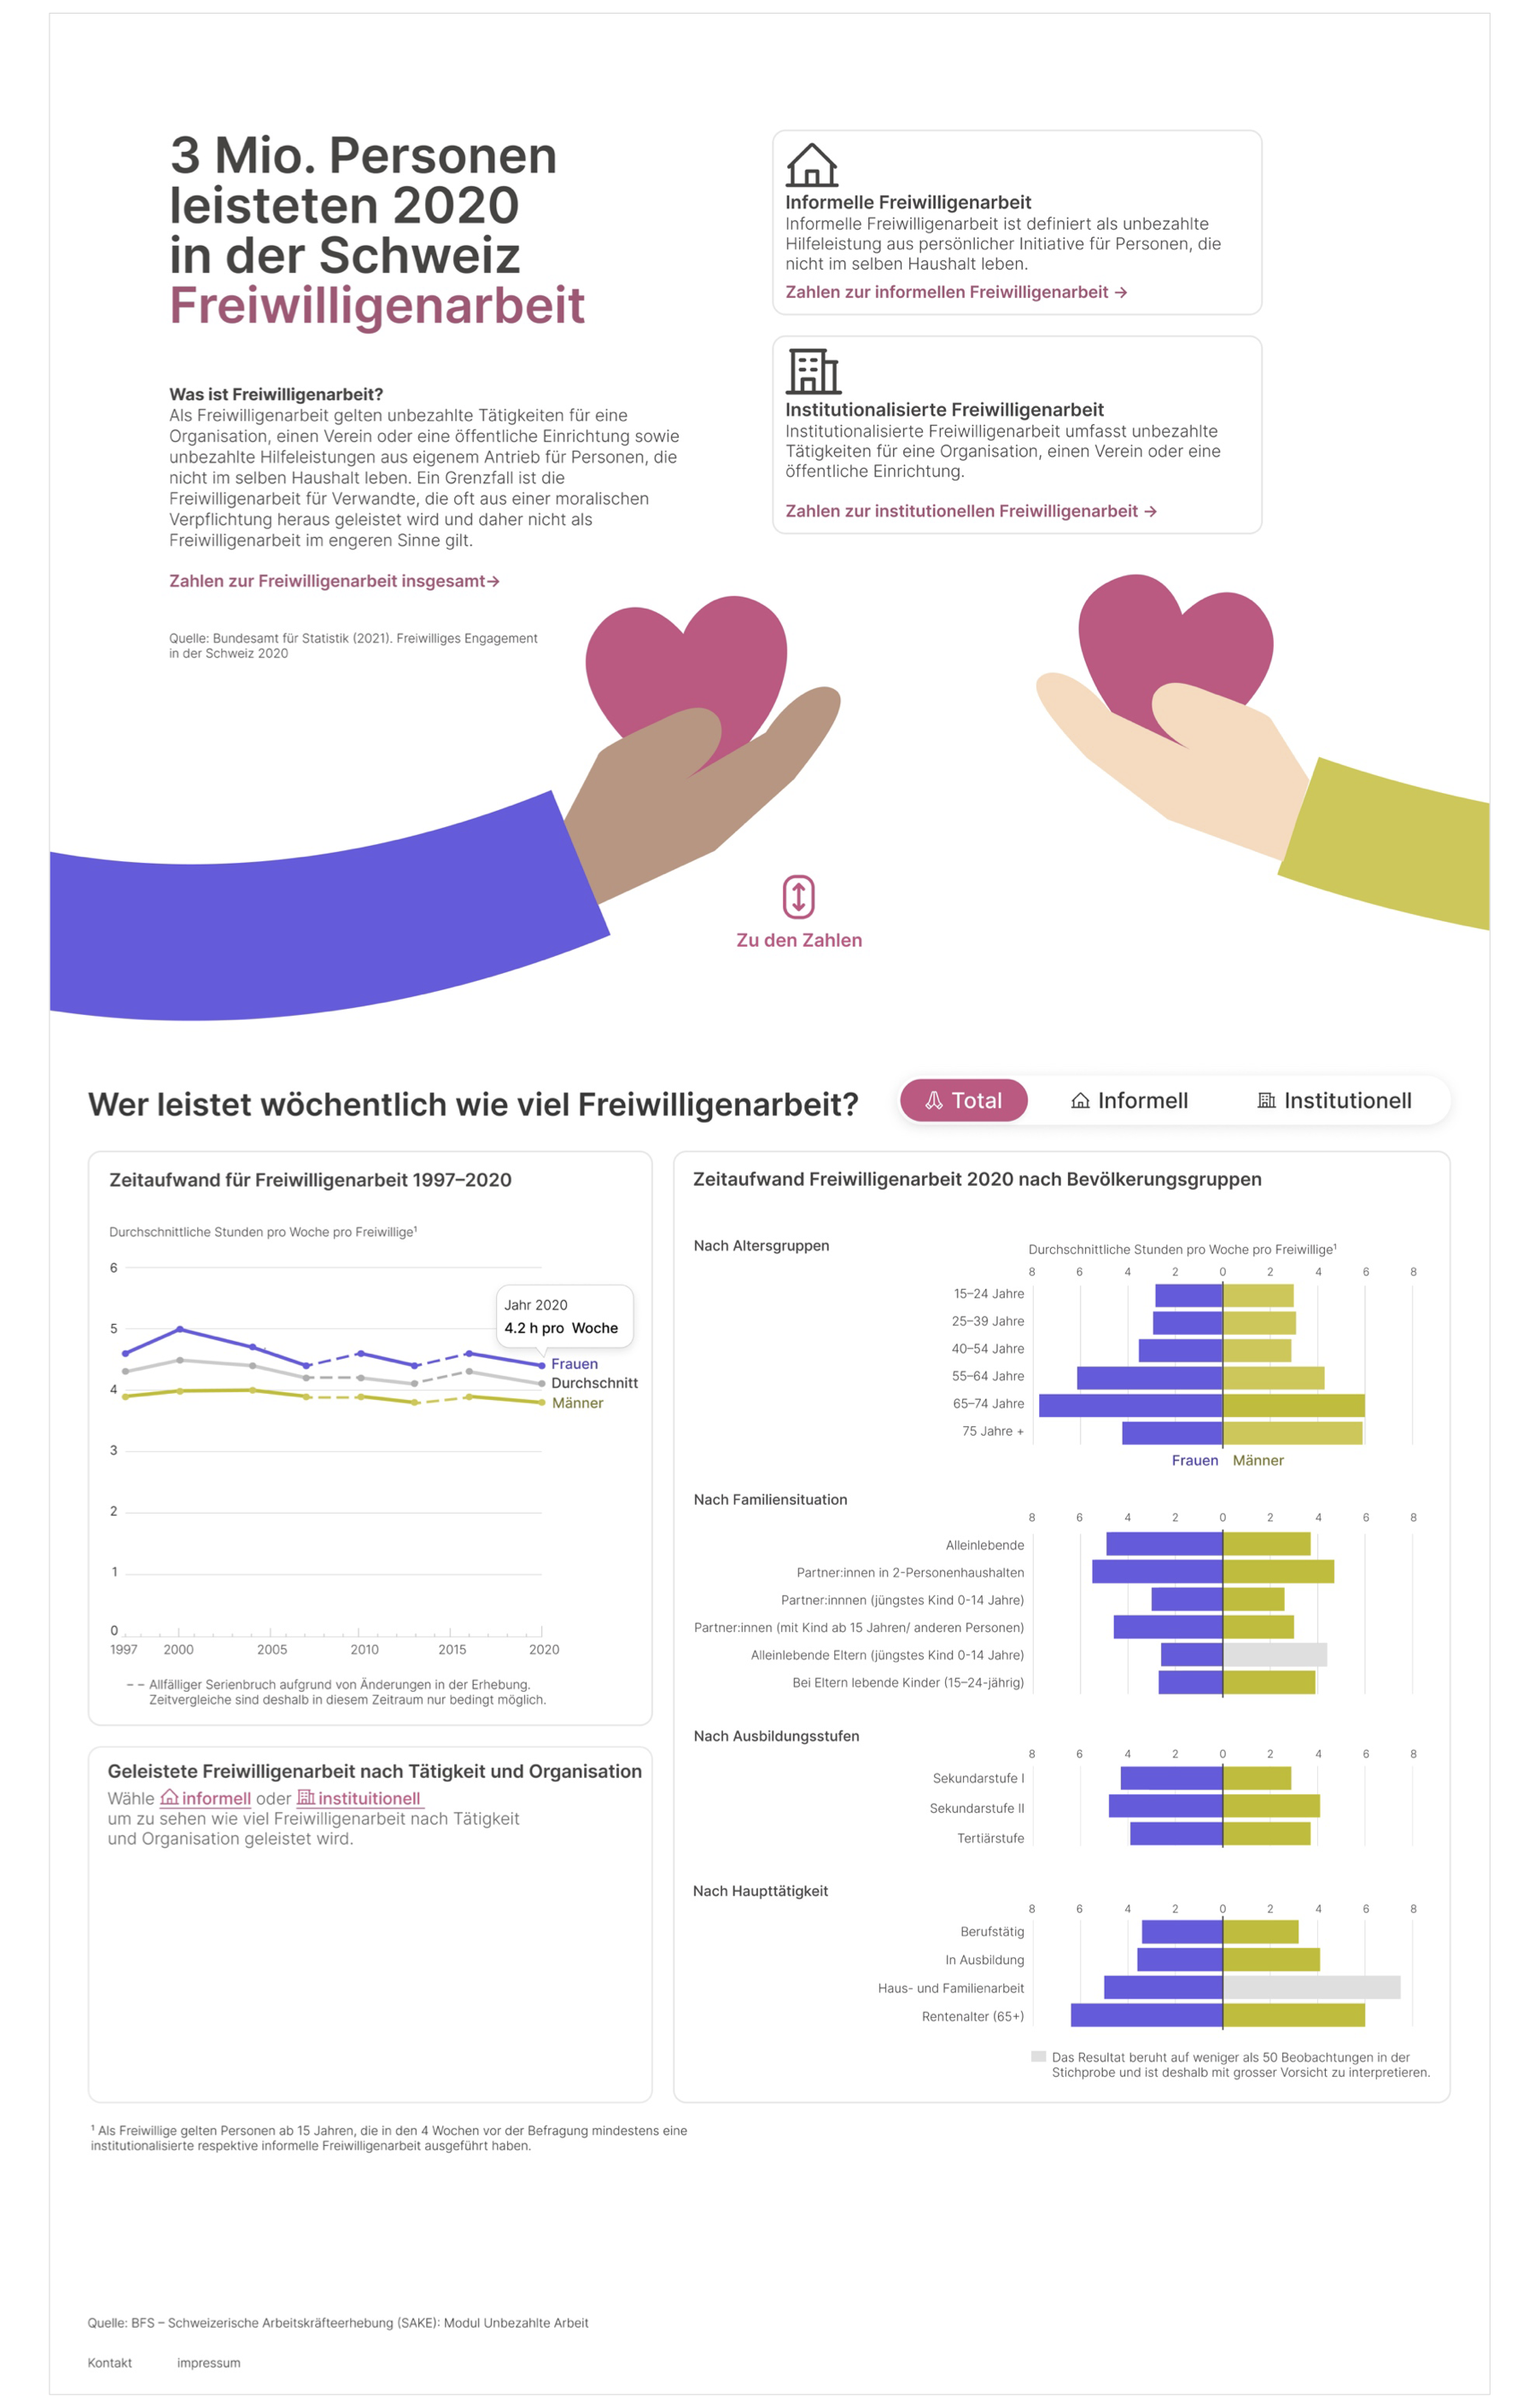 3 Mio. Personen
leisteten 2020
in der Schweiz
Freiwilligenarbeit
Was ist Freiwilligenarbeit?
Als Freiwilligenarbeit gelten unbezahlte Tätigkeiten für eine
Organisation, einen Verein oder eine öffentliche Einrichtung sowie
unbezahlte Hilfeleistungen aus eigenem Antrieb für Personen, die
nicht im selben Haushalt leben. Ein Grenzfall ist die
Freiwilligenarbeit für Verwandte, die oft aus einer moralischen
Verpflichtung heraus geleistet wird und daher nicht als
Freiwilligenarbeit im engeren Sinne gilt.
Zahlen zur Freiwilligenarbeit insgesamt→
Quelle: Bundesamt für Statistik (2021). Freiwilliges Engagement
in der Schweiz 2020
Informelle Freiwilligenarbeit
Informelle Freiwilligenarbeit ist definiert als unbezahlte
Hilfeleistung aus persönlicher Initiative für Personen, die
nicht im selben Haushalt leben.
Zahlen zur informellen Freiwilligenarbeit →
Institutionalisierte Freiwilligenarbeit
Institutionalisierte Freiwilligenarbeit umfasst unbezahlte
Tätigkeiten für eine Organisation, einen Verein oder eine
öffentliche Einrichtung.
Zahlen zur institutionellen Freiwilligenarbeit →
Zu den Zahlen
Wer leistet wöchentlich wie viel Freiwilligenarbeit?
Total
Informell
Institutionell
Zeitaufwand für Freiwilligenarbeit 1997–2020
Durchschnittliche Stunden pro Woche pro Freiwillige¹
6
5
4
3
2
1
0
Jahr 2020
4.2 h pro Woche
Frauen
Durchschnitt
Männer
1997 2000 2005 2010 2015 2020
– – Allfälliger Serienbruch aufgrund von Änderungen in der Erhebung.
Zeitvergleiche sind deshalb in diesem Zeitraum nur bedingt möglich.
Geleistete Freiwilligenarbeit nach Tätigkeit und Organisation
Wähle informell oder instituitionell
um zu sehen wie viel Freiwilligenarbeit nach Tätigkeit
und Organisation geleistet wird.
Zeitaufwand Freiwilligenarbeit 2020 nach Bevölkerungsgruppen
Nach Altersgruppen
Durchschnittliche Stunden pro Woche pro Freiwillige¹
8 6 4 2 0 2 4 6 8
15–24 Jahre
25–39 Jahre
40–54 Jahre
55–64 Jahre
65–74 Jahre
75 Jahre +
Frauen Männer
Nach Familiensituation
8 6 4 2 0 2 4 6 8
Alleinlebende
Partner:innen in 2-Personenhaushalten
Partner:innnen (jüngstes Kind 0-14 Jahre)
Partner:innen (mit Kind ab 15 Jahren/ anderen Personen)
Alleinlebende Eltern (jüngstes Kind 0-14 Jahre)
Bei Eltern lebende Kinder (15–24-jährig)
Nach Ausbildungsstufen
8 6 4 2 0 2 4 6 8
Sekundarstufe I
Sekundarstufe II
Tertiärstufe
Nach Haupttätigkeit
8 6 4 2 0 2 4 6 8
Berufstätig
In Ausbildung
Haus- und Familienarbeit
Rentenalter (65+)
Das Resultat beruht auf weniger als 50 Beobachtungen in der
Stichprobe und ist deshalb mit grosser Vorsicht zu interpretieren.
¹ Als Freiwillige gelten Personen ab 15 Jahren, die in den 4 Wochen vor der Befragung mindestens eine
institutionalisierte respektive informelle Freiwilligenarbeit ausgeführt haben.
Quelle: BFS – Schweizerische Arbeitskräfteerhebung (SAKE): Modul Unbezahlte Arbeit
Kontakt impressum